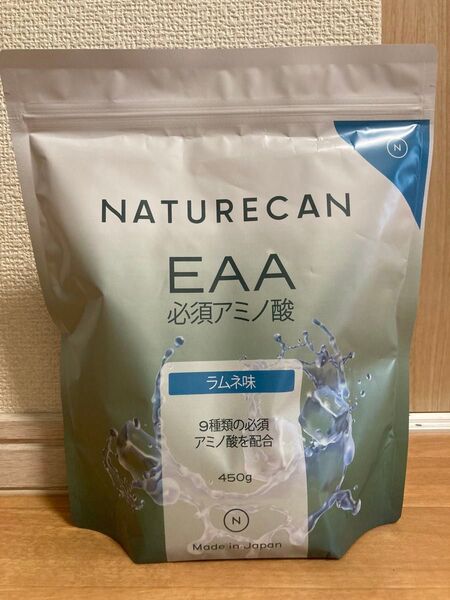 N
NATURECAN
EAA
必須アミノ酸
ラムネ味
9種類の必須
アミノ酸を配合
450g
N
Made in Japan